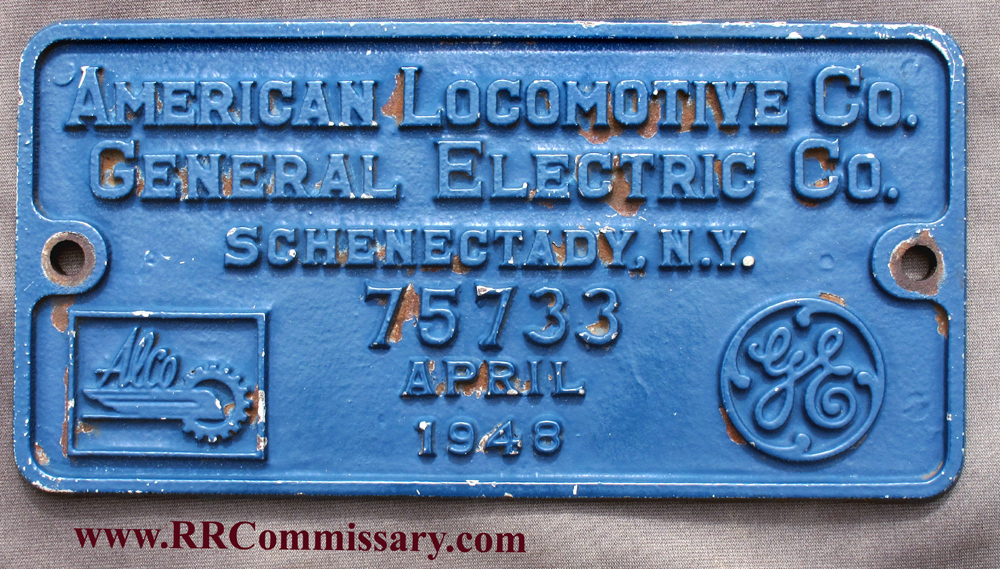 AMERICAN LOCOMOTIVE CO.
GENERAL ELECTRIC CO.
SCHENECTADY, N.Y.
75733
APRIL
1948
Alco
GE
www.RRCommissary.com